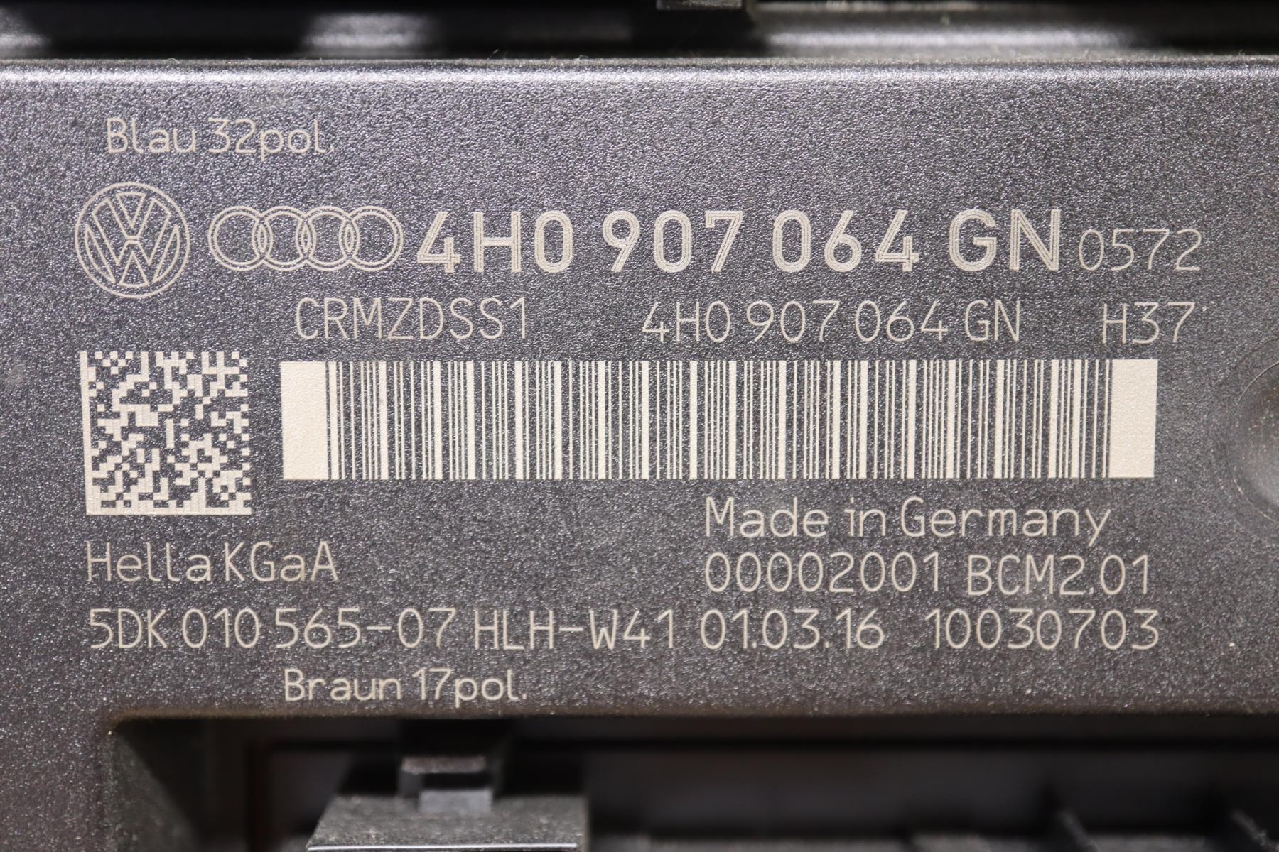 Blau 32pol.
4H0 907 064 GN 0572
CRMZDSS1 4H0 907 064 GN H37
Made in Germany
Hella KGaA 00002001 BCM2.01
5DK 010 565-07 HLH-W41 01.03.16 10030703
Braun 17pol.